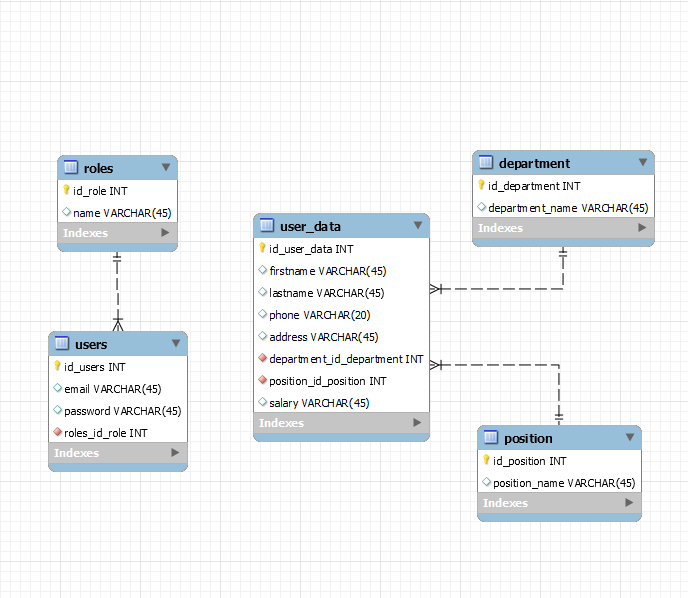 roles
id_role INT
name VARCHAR(45)
Indexes
users
id_users INT
email VARCHAR(45)
password VARCHAR(45)
roles_id_role INT
Indexes
user_data
id_user_data INT
firstname VARCHAR(45)
lastname VARCHAR(45)
phone VARCHAR(20)
address VARCHAR(45)
department_id_department INT
position_id_position INT
salary VARCHAR(45)
Indexes
department
id_department INT
department_name VARCHAR(45)
Indexes
position
id_position INT
position_name VARCHAR(45)
Indexes